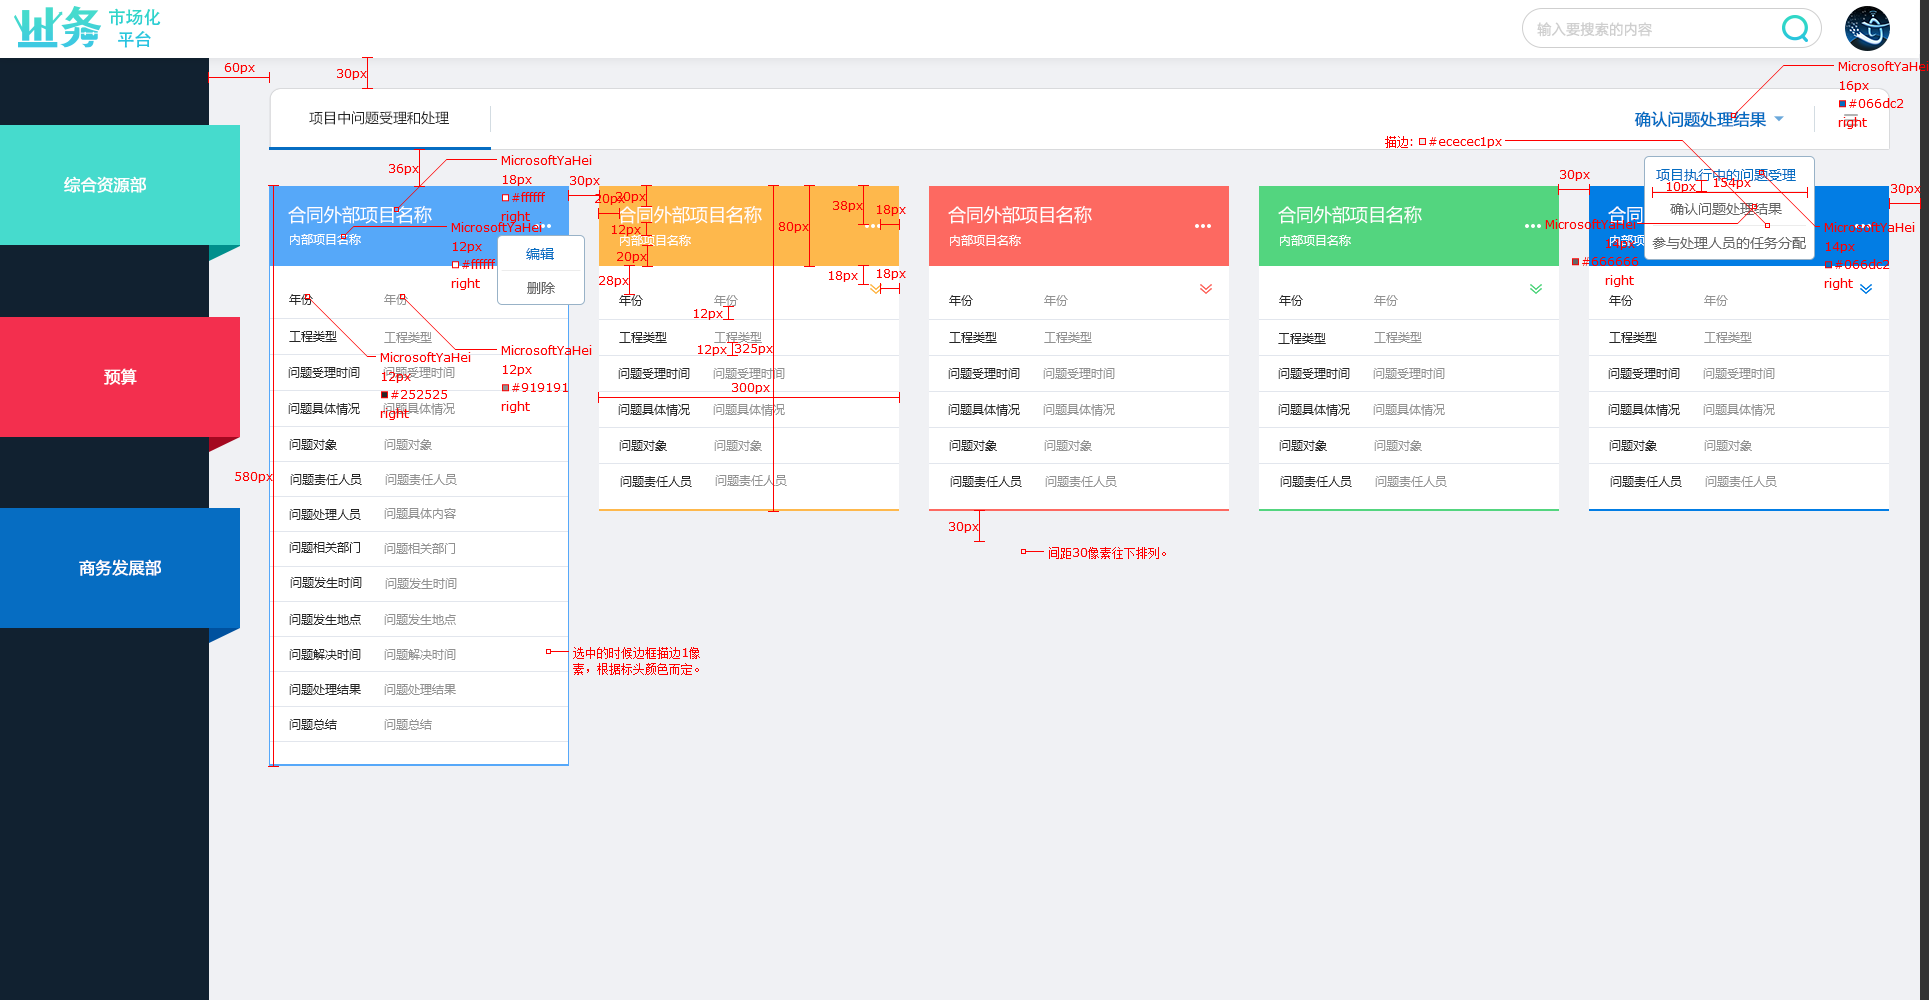 业务 市场化
平台
输入要搜索的内容
60px
30px
MicrosoftYaHei
16px
#066dc2
right
项目中问题受理和处理
确认问题处理结果
描边: #ececec1px
综合资源部
预算
商务发展部
36px
MicrosoftYaHei
18px
#ffffff
right
30px
合同外部项目名称
内部项目名称
MicrosoftYaHei
12px
#ffffff
right
编辑
删除
年份 年份
工程类型 工程类型
问题受理时间 问题受理时间
问题具体情况 问题具体情况
问题对象 问题对象
问题责任人员 问题责任人员
问题处理人员 问题具体内容
问题相关部门 问题相关部门
问题发生时间 问题发生时间
问题发生地点 问题发生地点
问题解决时间 问题解决时间
问题处理结果 问题处理结果
问题总结 问题总结
MicrosoftYaHei
12px
#252525
right
MicrosoftYaHei
12px
#919191
right
580px
选中的时候边框描边1像
素，根据标头颜色而定。
20px
20px
12px
20px
28px
合同外部项目名称
内部项目名称
80px
38px
18px
18px
18px
年份 年份
12px
工程类型 工程类型
12px
325px
问题受理时间 问题受理时间
300px
问题具体情况 问题具体情况
问题对象 问题对象
问题责任人员 问题责任人员
合同外部项目名称
内部项目名称
年份 年份
工程类型 工程类型
问题受理时间 问题受理时间
问题具体情况 问题具体情况
问题对象 问题对象
问题责任人员 问题责任人员
30px
间距30像素往下排列。
合同外部项目名称
内部项目名称
年份 年份
工程类型 工程类型
问题受理时间 问题受理时间
问题具体情况 问题具体情况
问题对象 问题对象
问题责任人员 问题责任人员
30px
合同
内部项
项目执行中的问题受理
10px
154px
确认问题处理结果
参与处理人员的任务分配
30px
MicrosoftYaHei
#666666
right
MicrosoftYaHei
14px
#066dc2
right
年份 年份
工程类型 工程类型
问题受理时间 问题受理时间
问题具体情况 问题具体情况
问题对象 问题对象
问题责任人员 问题责任人员